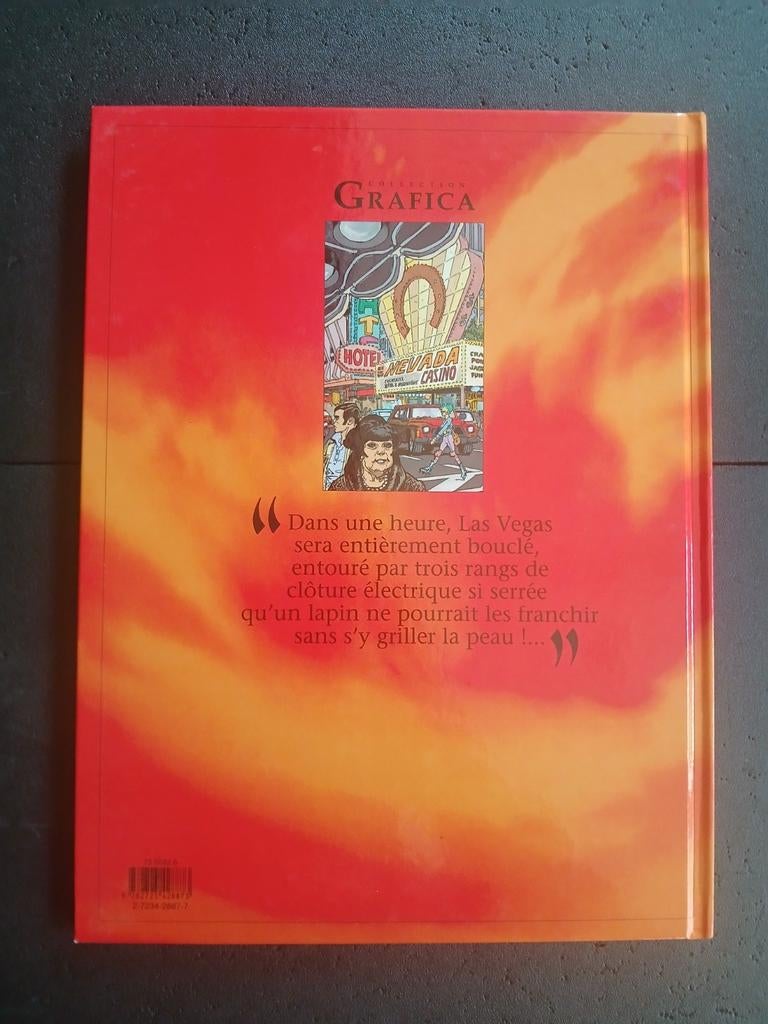 COLLECTION
GRAFICA
HOTEL
NEVADA
CASINO
“ Dans une heure, Las Vegas
sera entièrement bouclé,
entouré par trois rangs de
clôture électrique si serrée
qu'un lapin ne pourrait les franchir
sans s'y griller la peau !... ”